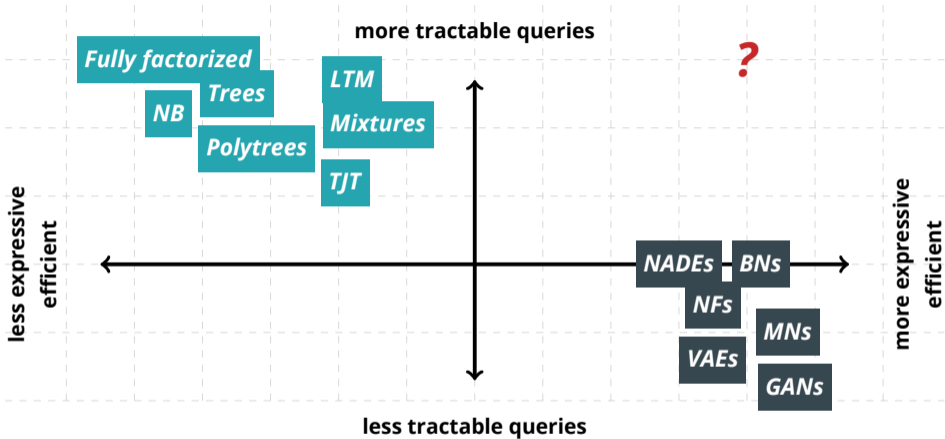 more tractable queries
?
Fully factorized
LTM
Trees
NB
Mixtures
Polytrees
TJT
less expressive
efficient
more expressive
efficient
NADEs
BNs
NFs
MNs
VAEs
GANs
less tractable queries